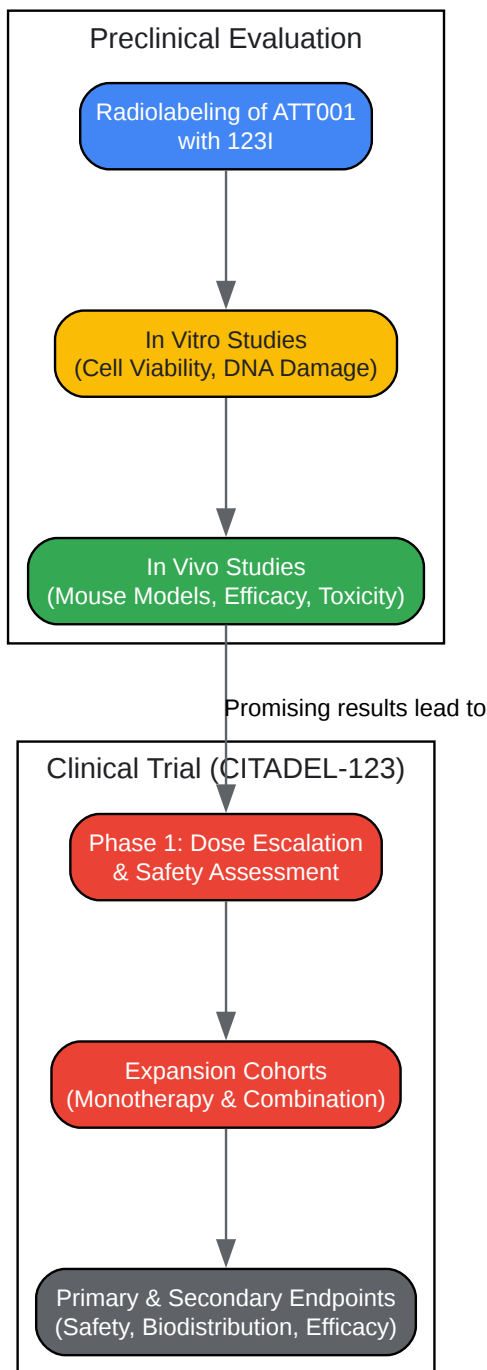 Preclinical Evaluation
Radiolabeling of ATT001
with 123I
In Vitro Studies
(Cell Viability, DNA Damage)
In Vivo Studies
(Mouse Models, Efficacy, Toxicity)
Promising results lead to
Clinical Trial (CITADEL-123)
Phase 1: Dose Escalation
& Safety Assessment
Expansion Cohorts
(Monotherapy & Combination)
Primary & Secondary Endpoints
(Safety, Biodistribution, Efficacy)